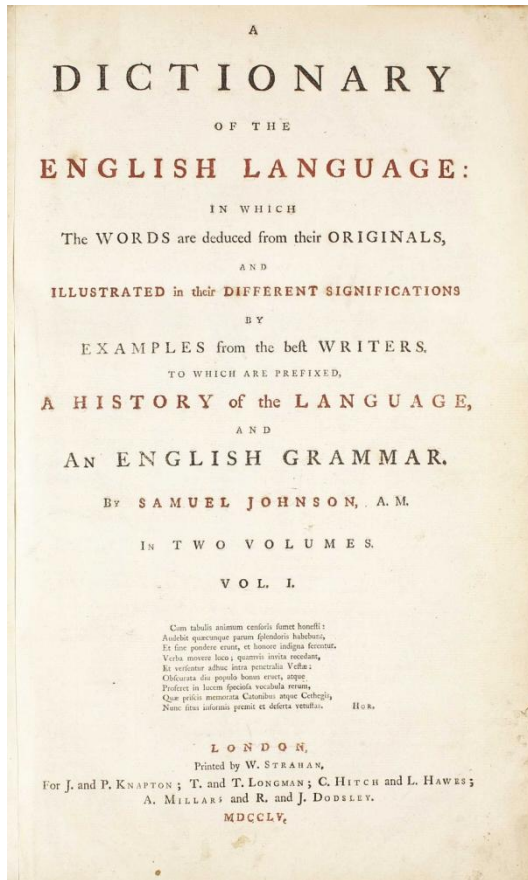 A
DICTIONARY
OF THE
ENGLISH LANGUAGE:
IN WHICH
The WORDS are deduced from their ORIGINALS,
AND
ILLUSTRATED in their DIFFERENT SIGNIFICATIONS
BY
EXAMPLES from the beſt WRITERS.
TO WHICH ARE PREFIXED,
A HISTORY of the LANGUAGE,
AND
AN ENGLISH GRAMMAR.
BY SAMUEL JOHNSON, A.M.
IN TWO VOLUMES.
VOL. I.
Cum tabulis animum cenſoris ſumet honeſti:
Audebit quæcunque parum ſplendoris habebunt,
Et ſine pondere erunt, et honore indigna ferentur.
Verba movere loco; quamvis invita recedant,
Et verſentur adhuc intra penetralia Veſtæ:
Obſcurata diu populo bonus eruet, atque
Proferet in lucem ſpecioſa vocabula rerum,
Quæ priſcis memorata Catonibus atque Cethegis,
Nunc ſitus informis premit et deſerta vetuſtas. HOR.
LONDON,
Printed by W. STRAHAN,
For J. and P. KNAPTON; T. and T. LONGMAN; C. HITCH and L. HAWES;
A. MILLAR; and R. and J. DODSLEY.
MDCCLV.